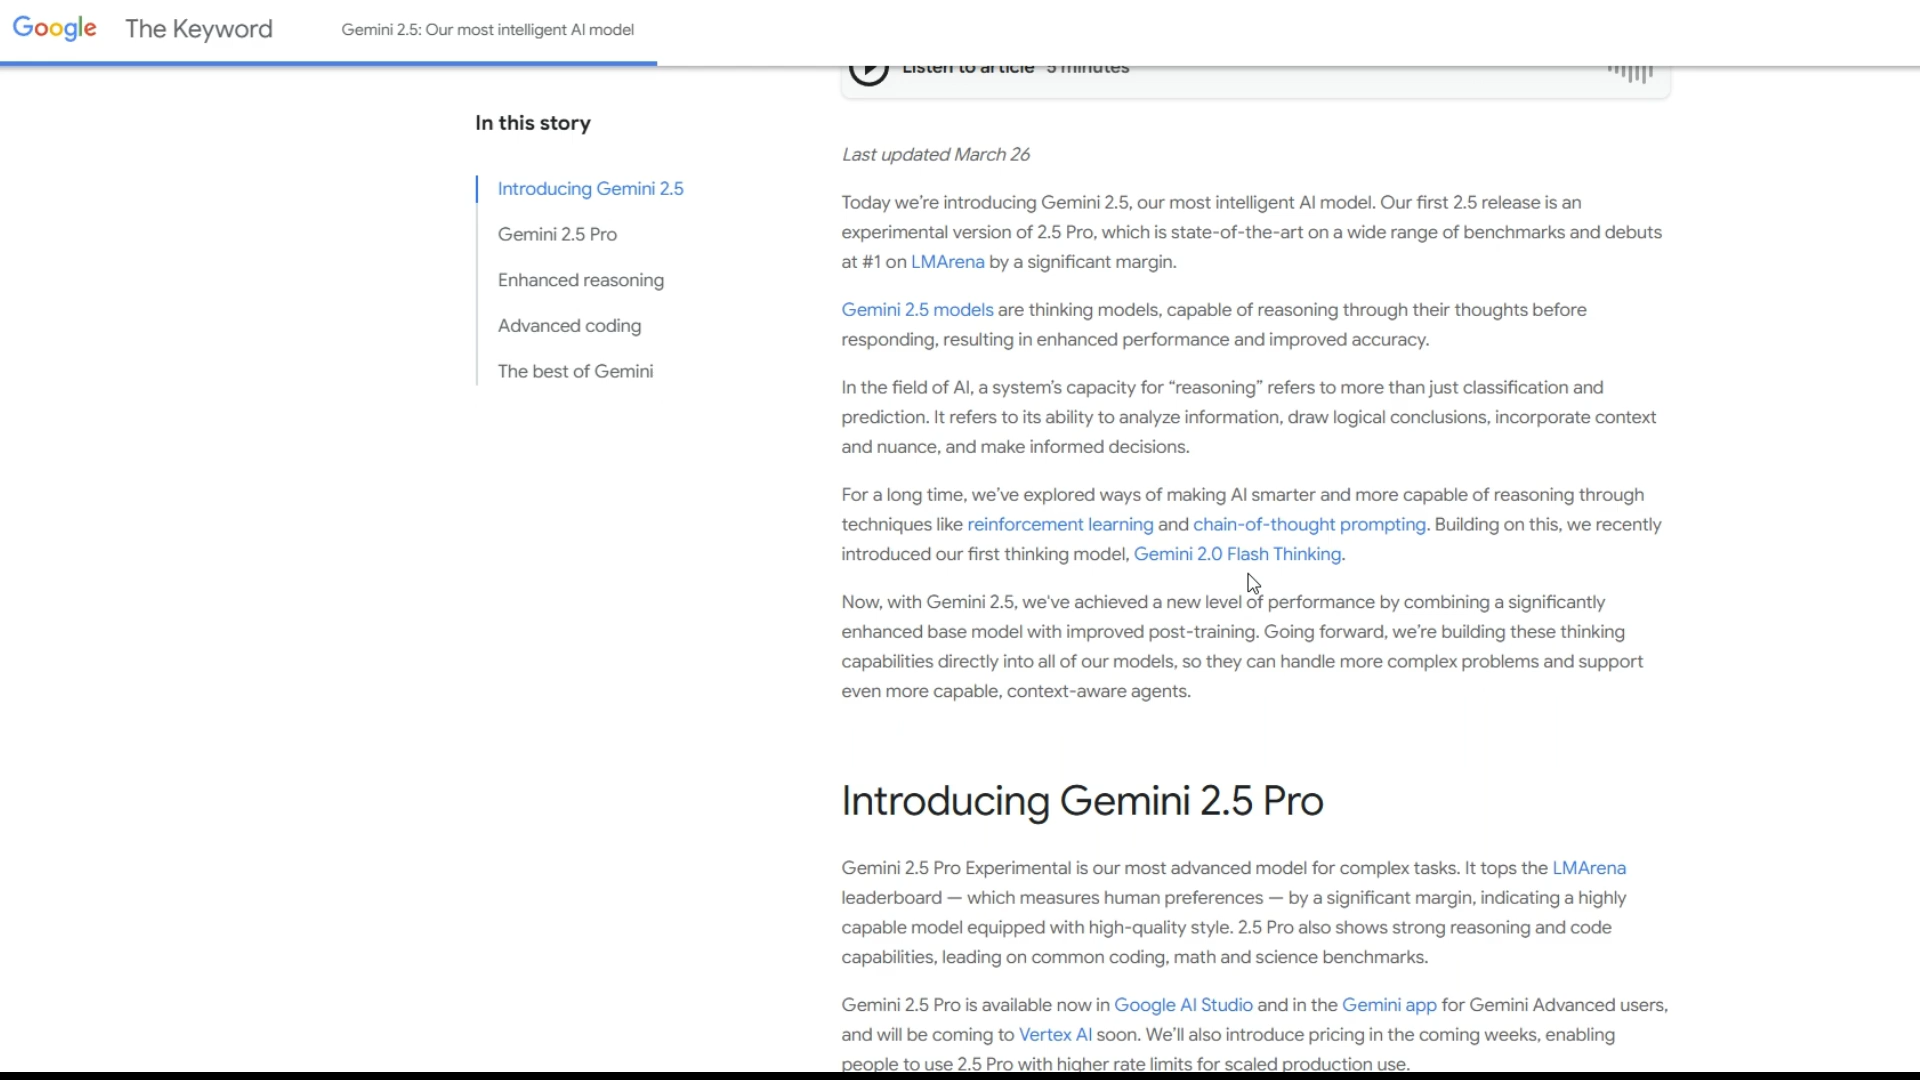 Google The Keyword Gemini 2.5: Our most intelligent AI model
Listen to article 5 minutes
In this story
Introducing Gemini 2.5
Gemini 2.5 Pro
Enhanced reasoning
Advanced coding
The best of Gemini
Last updated March 26
Today we’re introducing Gemini 2.5, our most intelligent AI model. Our first 2.5 release is an
experimental version of 2.5 Pro, which is state-of-the-art on a wide range of benchmarks and debuts
at #1 on LMArena by a significant margin.
Gemini 2.5 models are thinking models, capable of reasoning through their thoughts before
responding, resulting in enhanced performance and improved accuracy.
In the field of AI, a system’s capacity for “reasoning” refers to more than just classification and
prediction. It refers to its ability to analyze information, draw logical conclusions, incorporate context
and nuance, and make informed decisions.
For a long time, we’ve explored ways of making AI smarter and more capable of reasoning through
techniques like reinforcement learning and chain-of-thought prompting. Building on this, we recently
introduced our first thinking model, Gemini 2.0 Flash Thinking.
Now, with Gemini 2.5, we've achieved a new level of performance by combining a significantly
enhanced base model with improved post-training. Going forward, we’re building these thinking
capabilities directly into all of our models, so they can handle more complex problems and support
even more capable, context-aware agents.
Introducing Gemini 2.5 Pro
Gemini 2.5 Pro Experimental is our most advanced model for complex tasks. It tops the LMArena
leaderboard — which measures human preferences — by a significant margin, indicating a highly
capable model equipped with high-quality style. 2.5 Pro also shows strong reasoning and code
capabilities, leading on common coding, math and science benchmarks.
Gemini 2.5 Pro is available now in Google AI Studio and in the Gemini app for Gemini Advanced users,
and will be coming to Vertex AI soon. We’ll also introduce pricing in the coming weeks, enabling
people to use 2.5 Pro with higher rate limits for scaled production use.